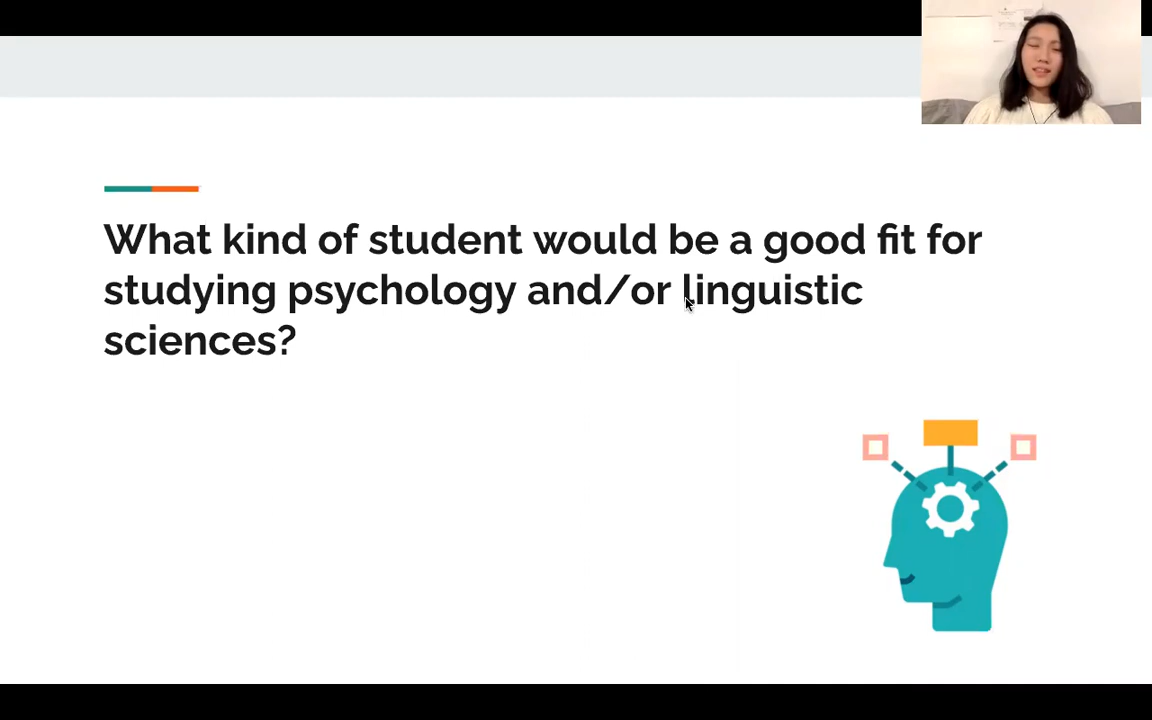 What kind of student would be a good fit for
studying psychology and/or linguistic
sciences?